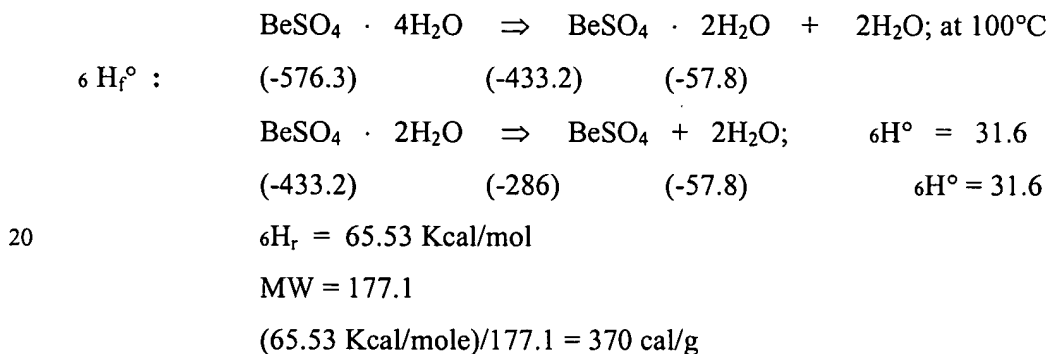 BeSO₄ · 4H₂O ⇒ BeSO₄ · 2H₂O + 2H₂O; at 100°C
₆ H_f° : (-576.3) (-433.2) (-57.8)
BeSO₄ · 2H₂O ⇒ BeSO₄ + 2H₂O; ₆H° = 31.6
(-433.2) (-286) (-57.8) ₆H° = 31.6
20 ₆Hᵣ = 65.53 Kcal/mol
MW = 177.1
(65.53 Kcal/mole)/177.1 = 370 cal/g